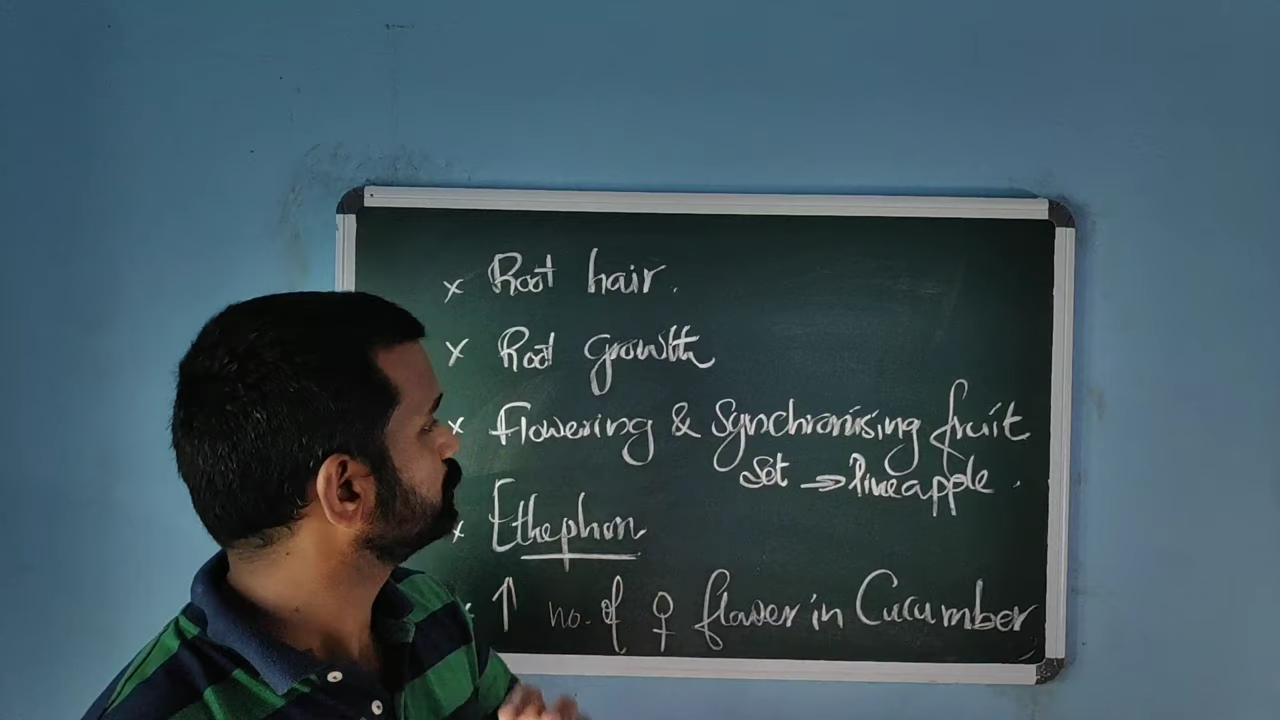 x Root hair.
x Root growth
x Flowering & Synchronising fruit
Set → Pineapple.
x Ethephon
↑ no. of ♀ flower in Cucumber